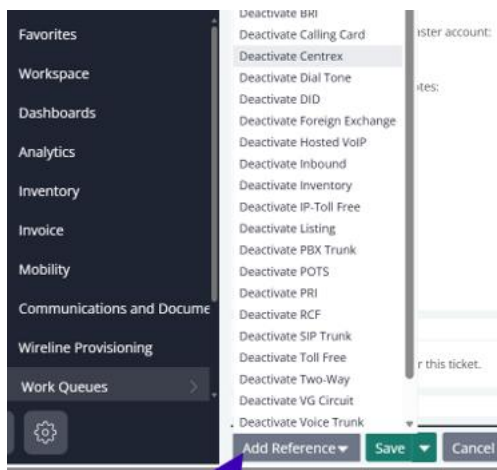 Favorites
Workspace
Dashboards
Analytics
Inventory
Invoice
Mobility
Communications and Docume
Wireline Provisioning
Work Queues
Deactivate BRI
Deactivate Calling Card
Deactivate Centrex
Deactivate Dial Tone
Deactivate DID
Deactivate Foreign Exchange
Deactivate Hosted VoIP
Deactivate Inbound
Deactivate Inventory
Deactivate IP-Toll Free
Deactivate Listing
Deactivate PBX Trunk
Deactivate POTS
Deactivate PRI
Deactivate RCF
Deactivate SIP Trunk
Deactivate Toll Free
Deactivate Two-Way
Deactivate VG Circuit
Deactivate Voice Trunk
ster account:
tes:
r this ticket.
Add Reference Save Cancel